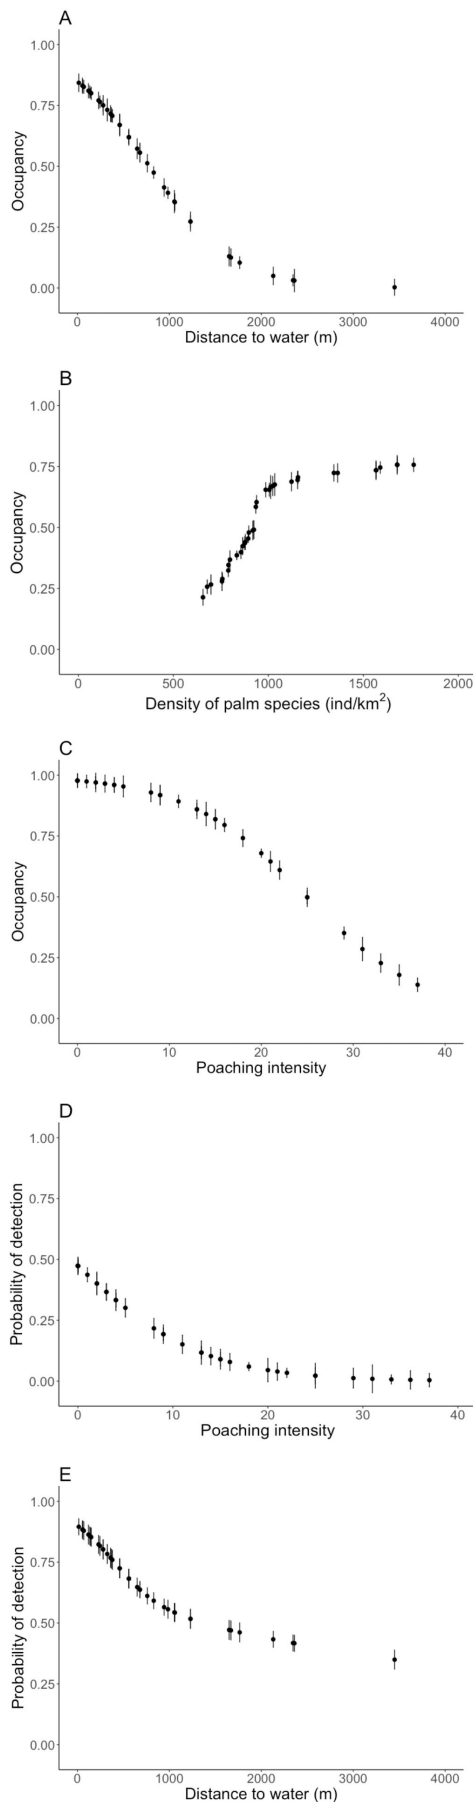 A
1.00
0.75
Occupancy
0.50
0.25
0.00
0 1000 2000 3000 4000
Distance to water (m)
B
1.00
0.75
Occupancy
0.50
0.25
0.00
0 500 1000 1500 2000
Density of palm species (ind/km²)
C
1.00
0.75
Occupancy
0.50
0.25
0.00
0 10 20 30 40
Poaching intensity
D
1.00
0.75
Probability of detection
0.50
0.25
0.00
0 10 20 30 40
Poaching intensity
E
1.00
0.75
Probability of detection
0.50
0.25
0.00
0 1000 2000 3000 4000
Distance to water (m)